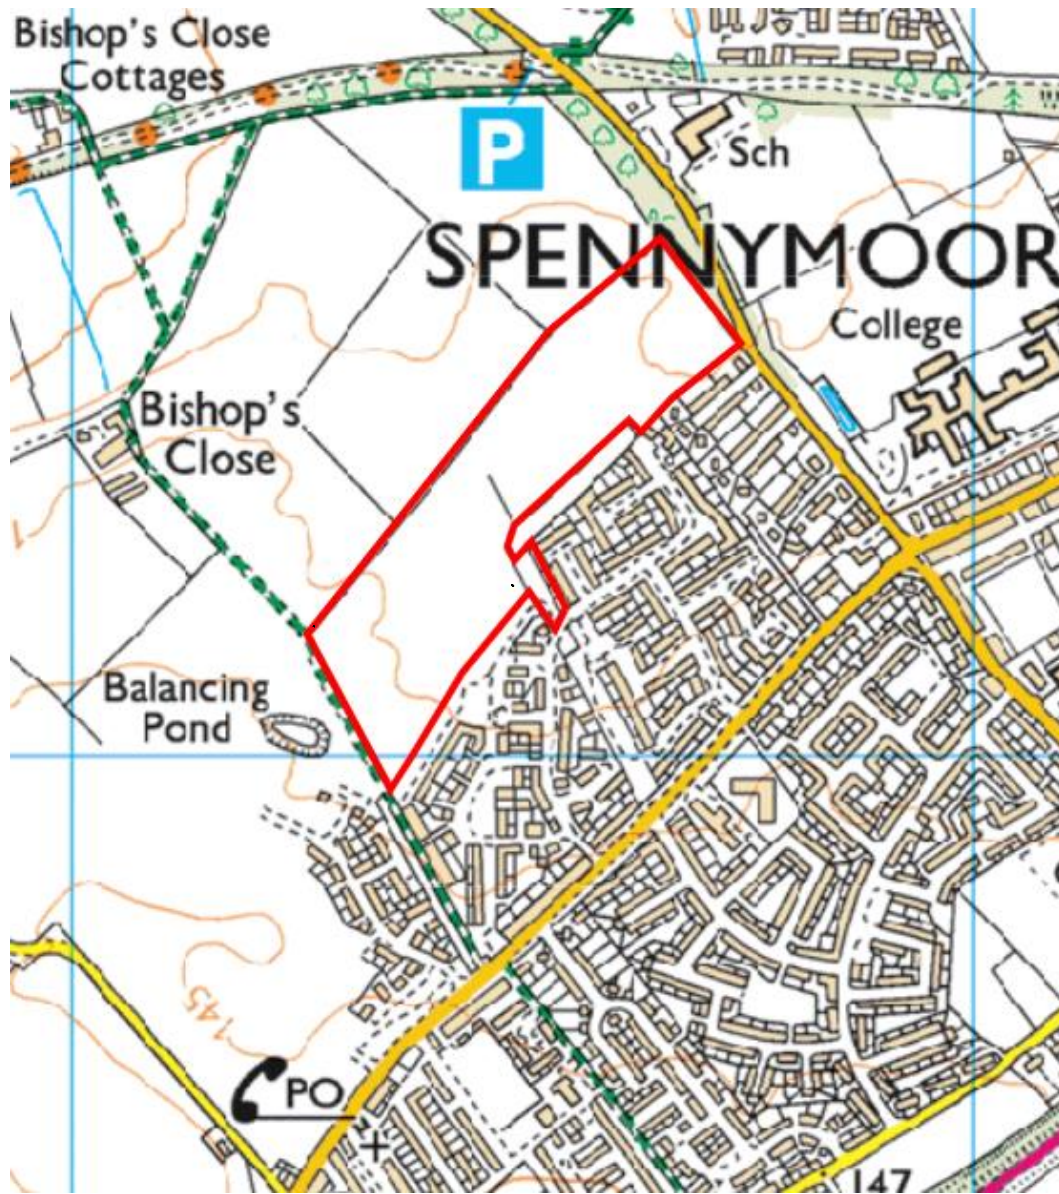 Bishop's Close
Cottages
P
Sch
SPENNYMOOR
College
Bishop's
Close
Balancing
Pond
145
PO
147